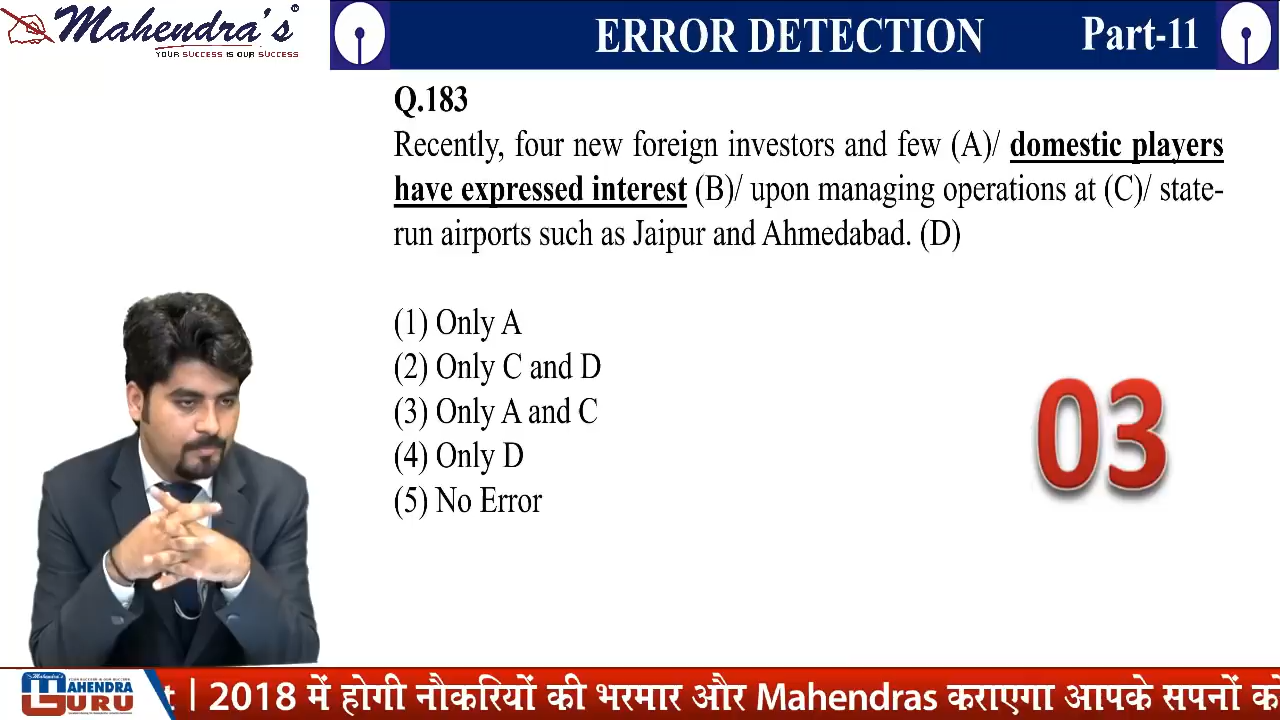 Mahendra's
YOUR SUCCESS IS OUR SUCCESS
ERROR DETECTION
Part-11
Q.183
Recently, four new foreign investors and few (A)/ domestic players
have expressed interest (B)/ upon managing operations at (C)/ state-
run airports such as Jaipur and Ahmedabad. (D)
(1) Only A
(2) Only C and D
(3) Only A and C
(4) Only D
(5) No Error
03
Mahendra's
MAHENDRA
GURU
| 2018 में होगी नौकरियों की भरमार और Mahendras कराएगा आपके सपनों को